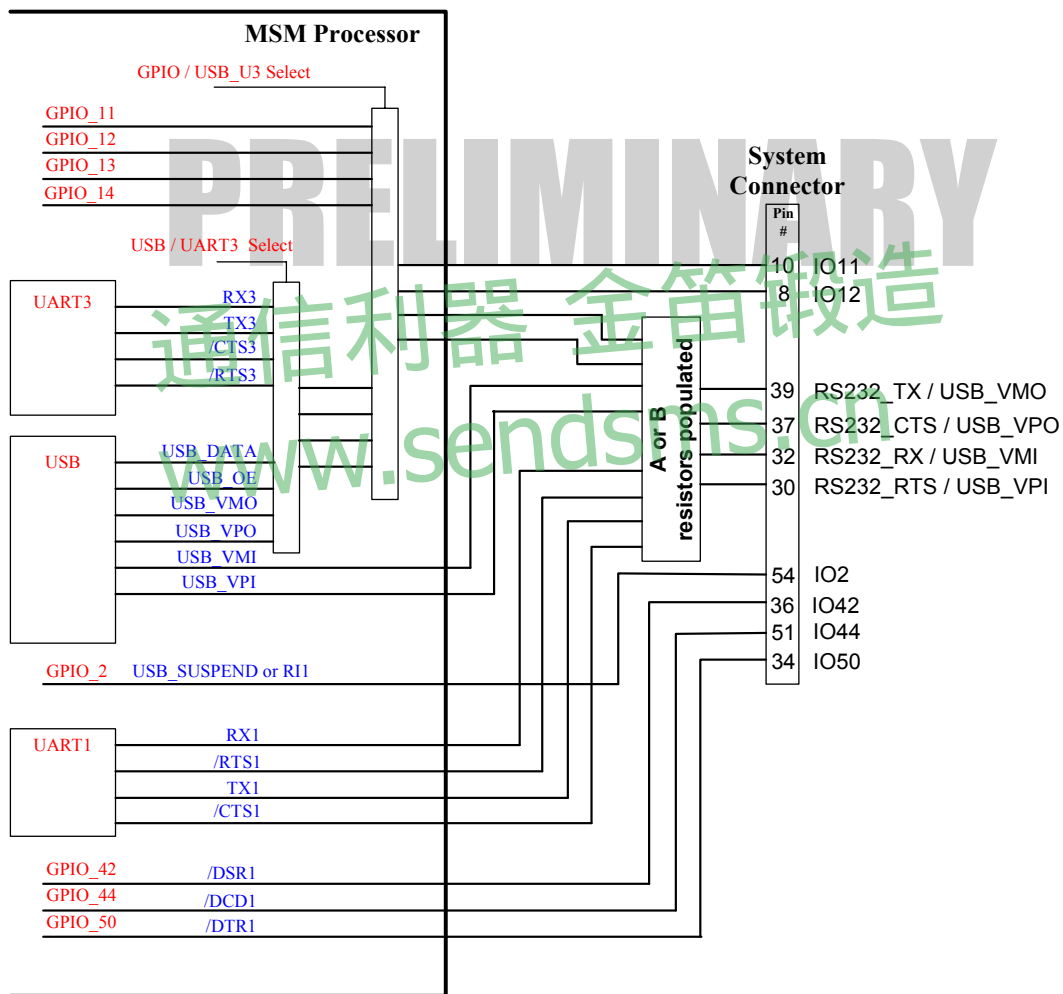 MSM Processor
GPIO / USB_U3 Select
GPIO_11
GPIO_12
GPIO_13
GPIO_14
PRELIMINARY
System
Connector
Pin
#
USB / UART3 Select
10 IO11
8 IO12
UART3
RX3
TX3
/CTS3
/RTS3
通信利器 金笛锻造
www.sendsms.cn
A or B
resistors populated
39 RS232_TX / USB_VMO
37 RS232_CTS / USB_VPO
32 RS232_RX / USB_VMI
30 RS232_RTS / USB_VPI
USB
USB_DATA
USB_OE
USB_VMO
USB_VPO
USB_VMI
USB_VPI
54 IO2
36 IO42
51 IO44
34 IO50
GPIO_2 USB_SUSPEND or RI1
UART1
RX1
/RTS1
TX1
/CTS1
GPIO_42 /DSR1
GPIO_44 /DCD1
GPIO_50 /DTR1